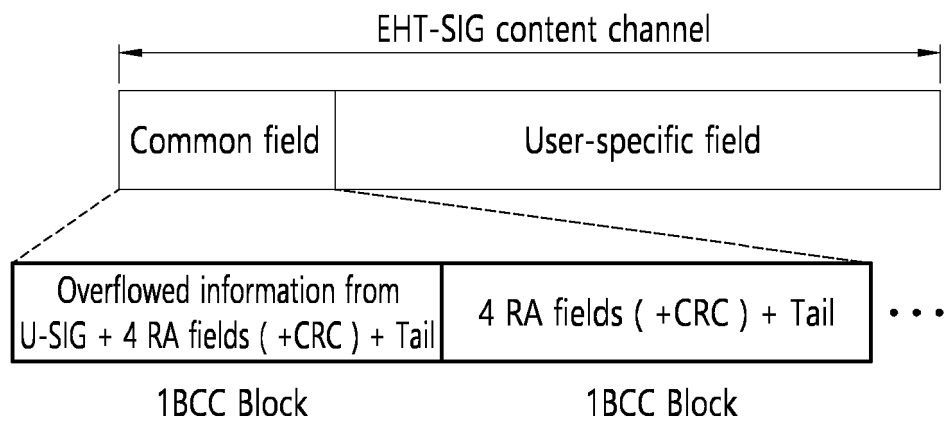 EHT-SIG content channel
Common field
User-specific field
Overflowed information from
U-SIG + 4 RA fields ( +CRC ) + Tail
4 RA fields ( +CRC ) + Tail
• • •
1BCC Block
1BCC Block